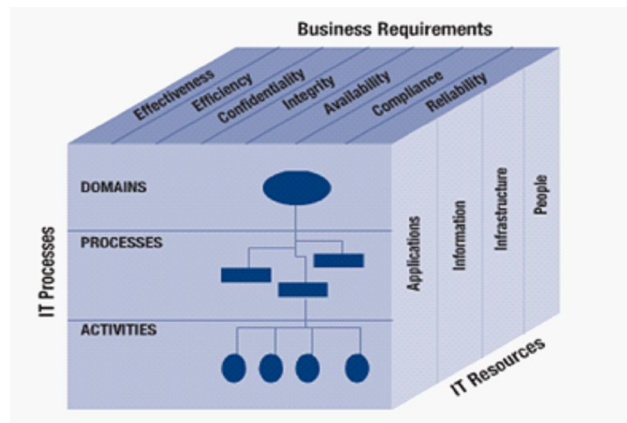 Business Requirements
Effectiveness
Efficiency
Confidentiality
Integrity
Availability
Compliance
Reliability
DOMAINS
PROCESSES
ACTIVITIES
IT Processes
Applications
Information
Infrastructure
People
IT Resources